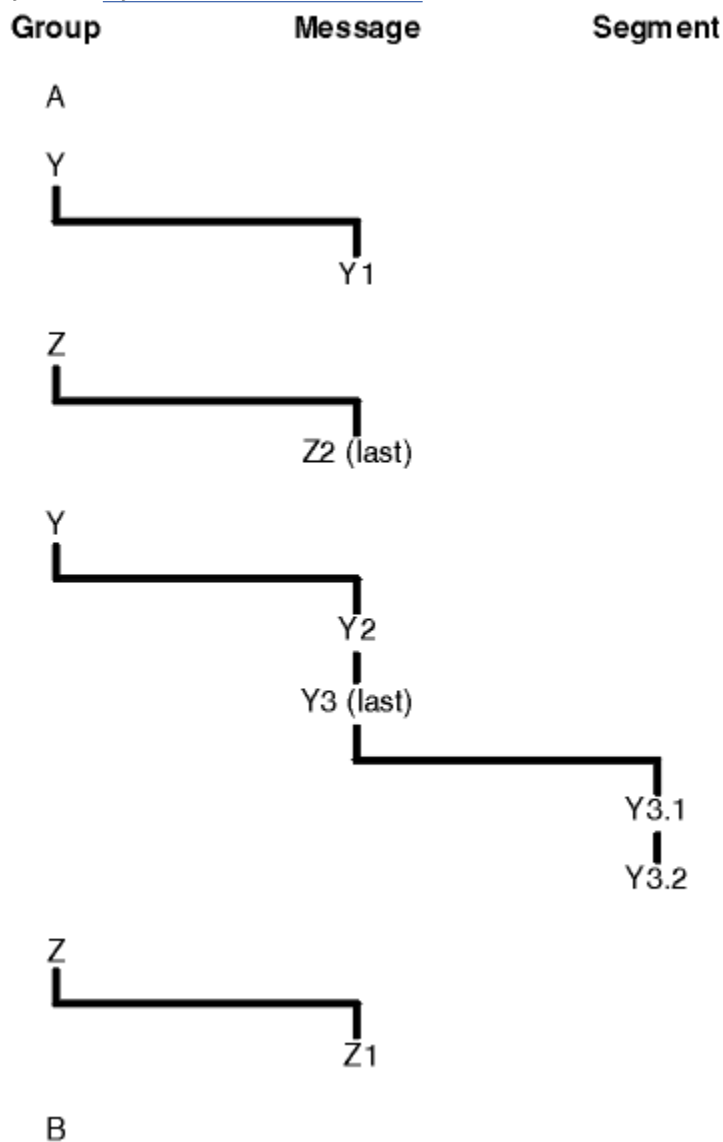 Group Message Segment
A
Y
Y1
Z
Z2 (last)
Y
Y2
Y3 (last)
Y3.1
Y3.2
Z
Z1
B